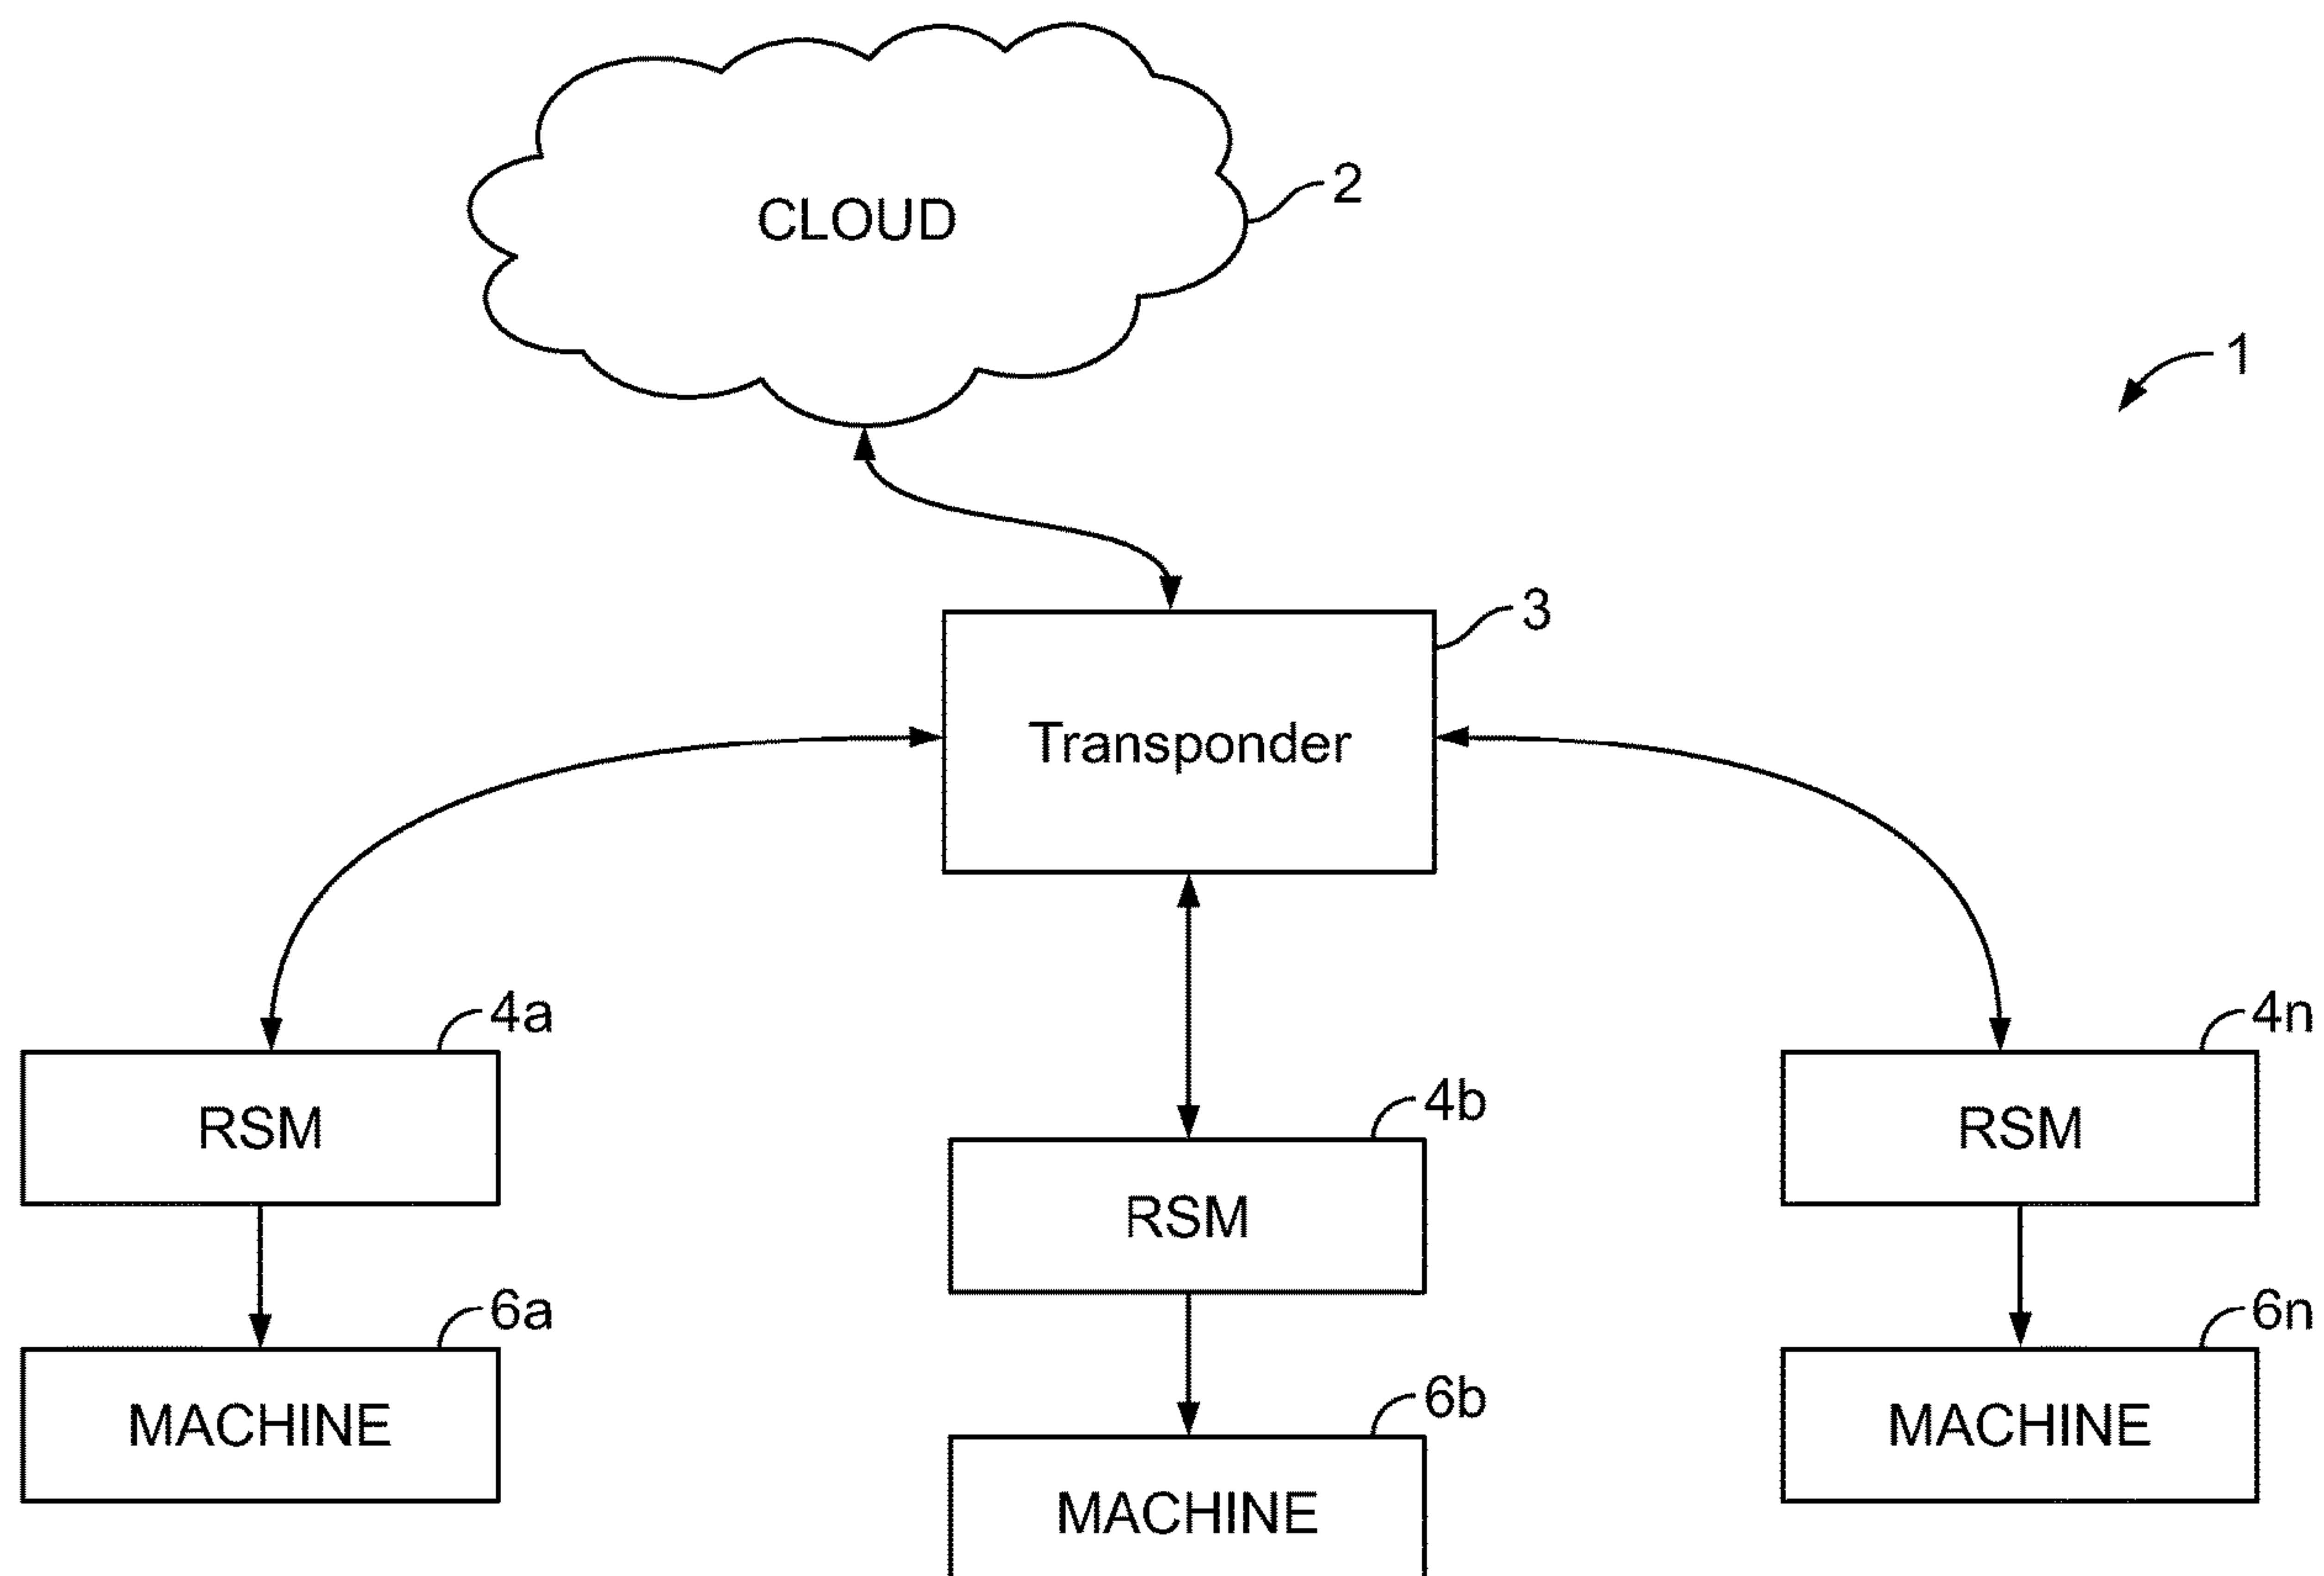 CLOUD
2
1
3
Transponder
4a
4n
RSM
4b
RSM
RSM
6a
6n
MACHINE
6b
MACHINE
MACHINE